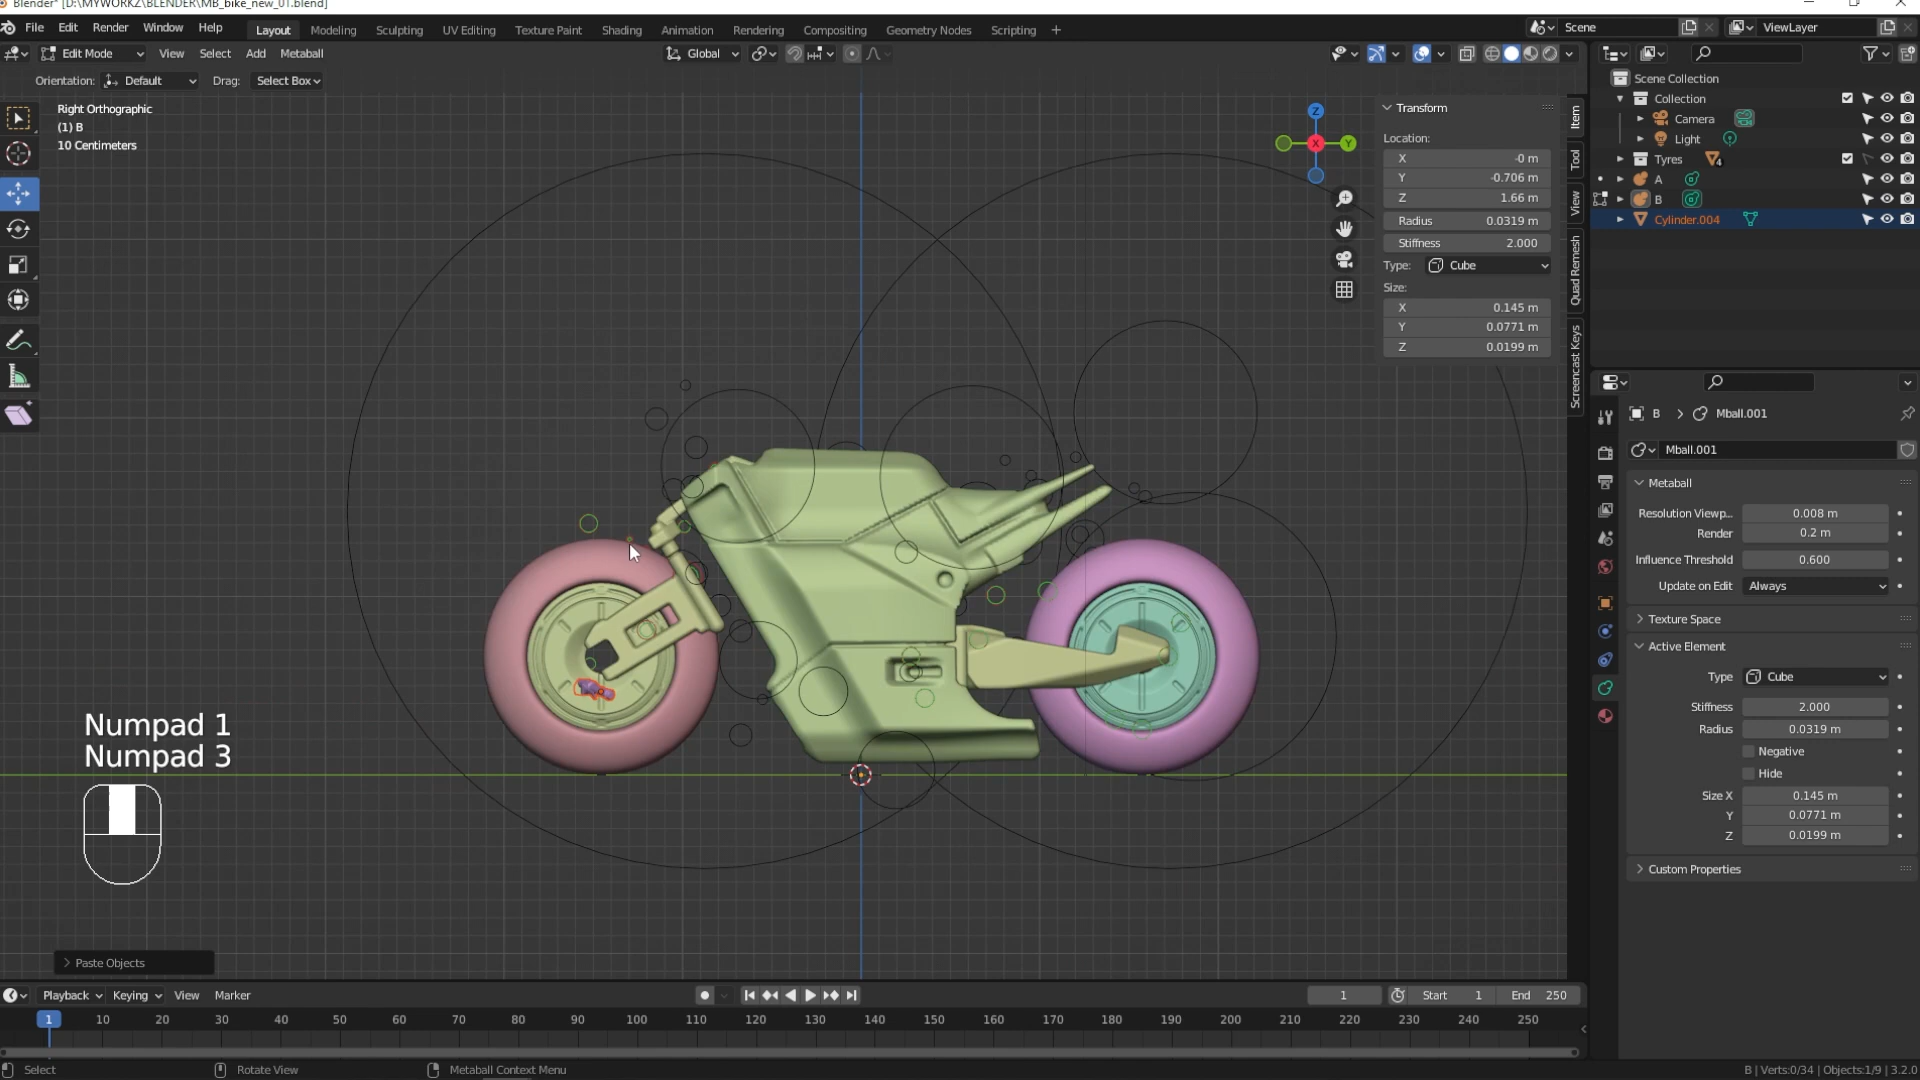 Blender* [D:\MYWORKZ\BLENDER\MB_bike_new_01.blend]
File Edit Render Window Help Layout Modeling Sculpting UV Editing Texture Paint Shading Animation Rendering Compositing Geometry Nodes Scripting + Scene ViewLayer
Edit Mode View Select Add Metaball Global
Orientation: Default Drag: Select Box
Right Orthographic
(1) B
10 Centimeters
Z
Y
X
Transform
Location:
X -0 m
Y -0.706 m
Z 1.66 m
Radius 0.0319 m
Stiffness 2.000
Type: Cube
Size:
X 0.145 m
Y 0.0771 m
Z 0.0199 m
Item
Tool
View
Quad Remesh
Screencast Keys
Scene Collection
Collection
Camera
Light
Tyres 4
A
B
Cylinder.004
B > Mball.001
Mball.001
Metaball
Resolution Viewp... 0.008 m
Render 0.2 m
Influence Threshold 0.600
Update on Edit Always
Texture Space
Active Element
Type Cube
Stiffness 2.000
Radius 0.0319 m
Negative
Hide
Size X 0.145 m
Y 0.0771 m
Z 0.0199 m
Custom Properties
Numpad 1
Numpad 3
Paste Objects
Playback Keying View Marker 1 Start 1 End 250
1 10 20 30 40 50 60 70 80 90 100 110 120 130 140 150 160 170 180 190 200 210 220 230 240 250
Select Rotate View Metaball Context Menu B | Verts:0/34 | Objects:1/9 | 3.2.0